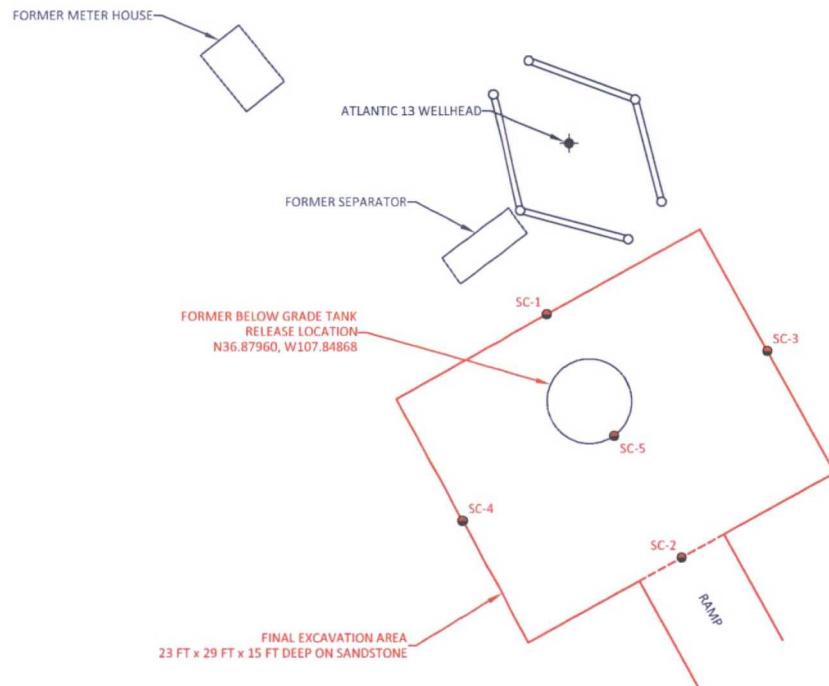 FORMER METER HOUSE
ATLANTIC 13 WELLHEAD
FORMER SEPARATOR
SC-1
FORMER BELOW GRADE TANK
RELEASE LOCATION
N36.87960, W107.84868
SC-3
SC-5
SC-4
SC-2
RAMP
FINAL EXCAVATION AREA
23 FT x 29 FT x 15 FT DEEP ON SANDSTONE